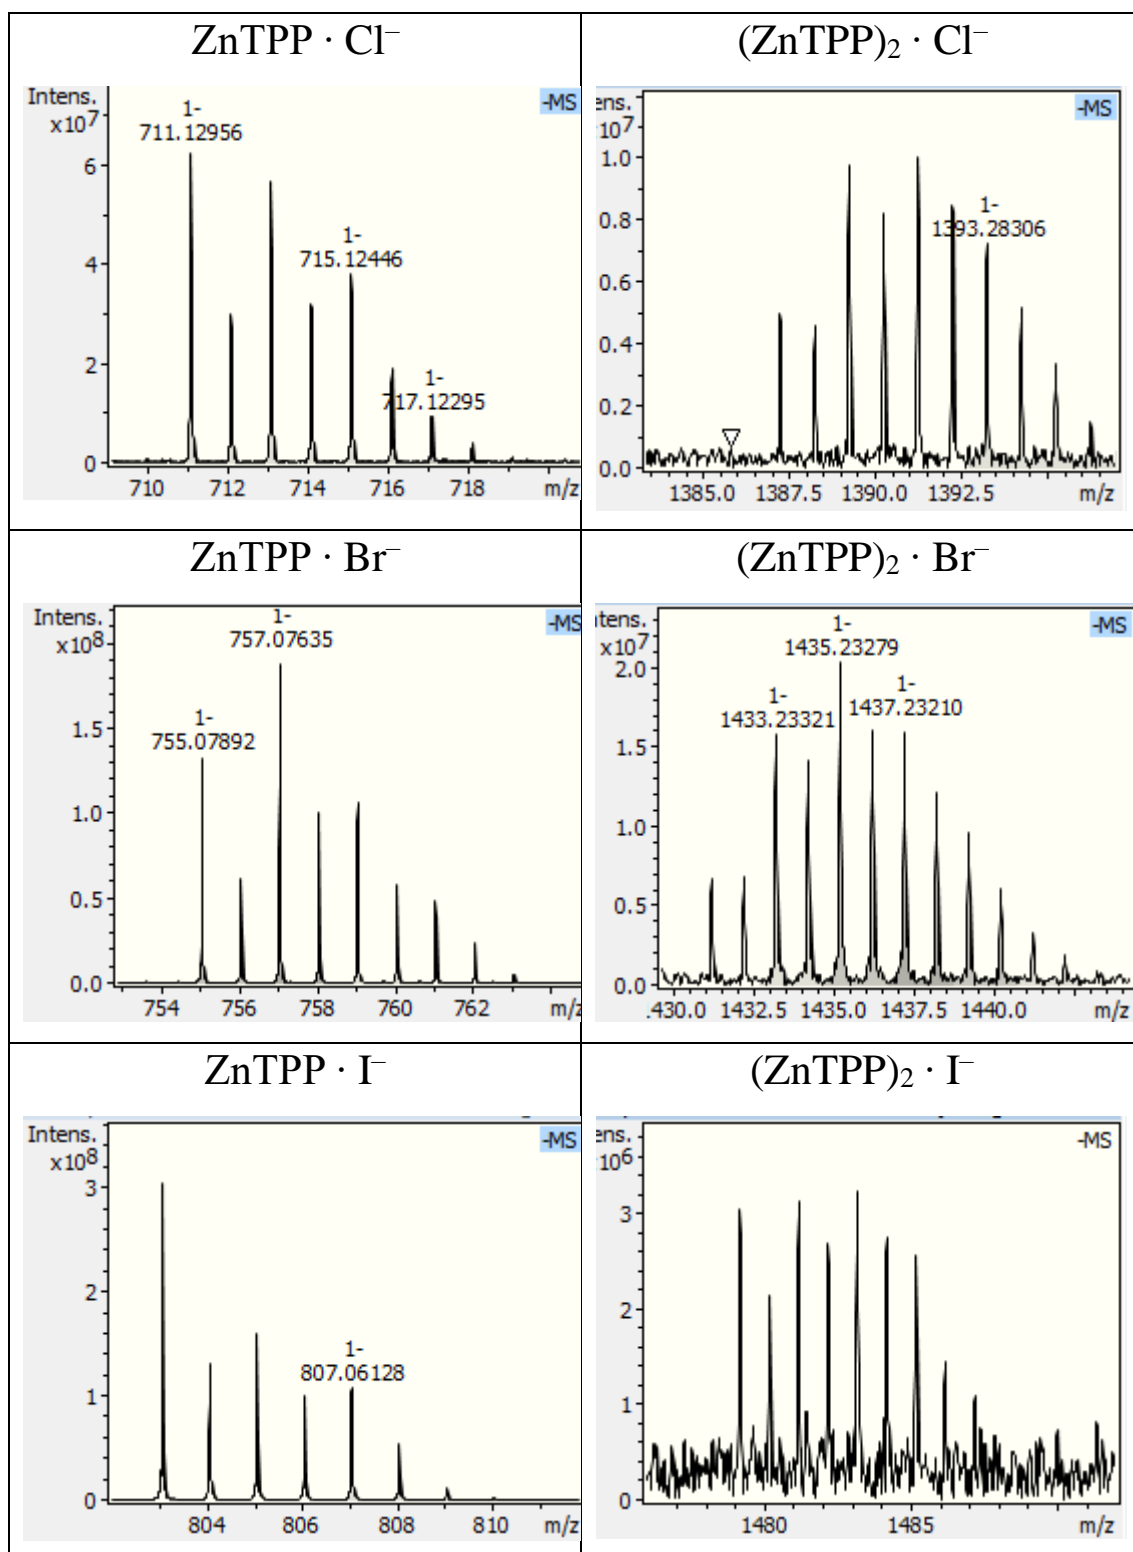 ZnTPP · Cl⁻
Intens.
x10⁷
-MS
1-
711.12956
1-
715.12446
1-
717.12295
6
4
2
0
710 712 714 716 718 m/z
(ZnTPP)₂ · Cl⁻
ens.
10⁷
-MS
1-
1393.28306
1.0
0.8
0.6
0.4
0.2
0.0
1385.0 1387.5 1390.0 1392.5 m/z
ZnTPP · Br⁻
Intens.
x10⁸
-MS
1-
757.07635
1-
755.07892
1.5
1.0
0.5
0.0
754 756 758 760 762 m/z
(ZnTPP)₂ · Br⁻
tens.
x10⁷
-MS
1-
1435.23279
1-
1433.23321
1-
1437.23210
2.0
1.5
1.0
0.5
0.0
.430.0 1432.5 1435.0 1437.5 1440.0 m/z
ZnTPP · I⁻
Intens.
x10⁸
-MS
1-
807.06128
3
2
1
0
804 806 808 810 m/z
(ZnTPP)₂ · I⁻
ens.
10⁶
-MS
3
2
1
0
1480 1485 m/z